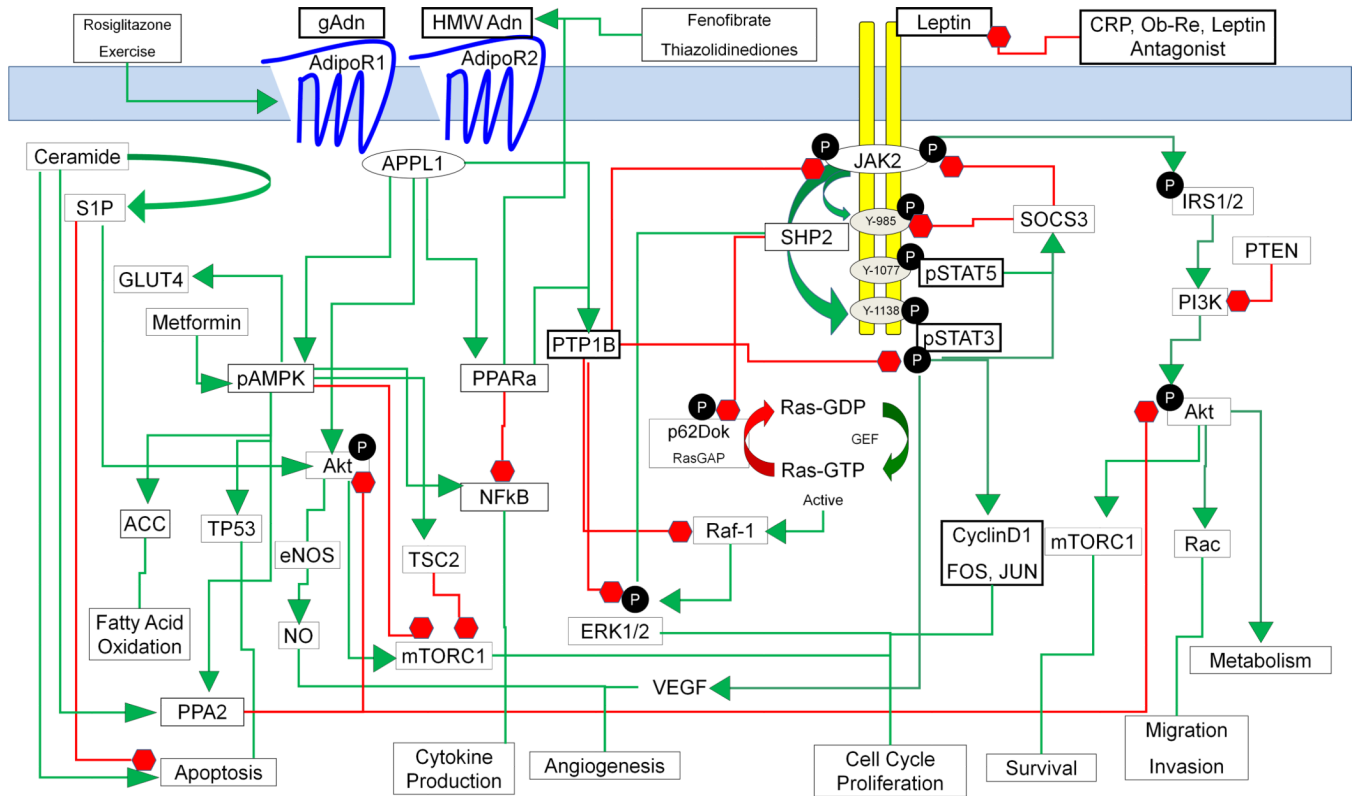 Rosiglitazone
Exercise
gAdn
HMW Adn
Fenofibrate
Thiazolidinediones
Leptin
CRP, Ob-Re, Leptin
Antagonist
AdipoR1
AdipoR2
Ceramide
APPL1
P
JAK2
P
P
S1P
IRS1/2
SHP2
Y-985
P
SOCS3
GLUT4
Y-1077
P
pSTAT5
PTEN
Metformin
Y-1138
P
pSTAT3
PI3K
PTP1B
P
pAMPK
PPARa
P
Akt
P
p62Dok
RasGAP
Ras-GDP
GEF
Ras-GTP
Active
Akt
P
NFkB
ACC
TP53
eNOS
TSC2
Raf-1
CyclinD1
FOS, JUN
mTORC1
Rac
P
ERK1/2
Fatty Acid
Oxidation
NO
mTORC1
Metabolism
VEGF
PPA2
Apoptosis
Cytokine
Production
Angiogenesis
Cell Cycle
Proliferation
Survival
Migration
Invasion